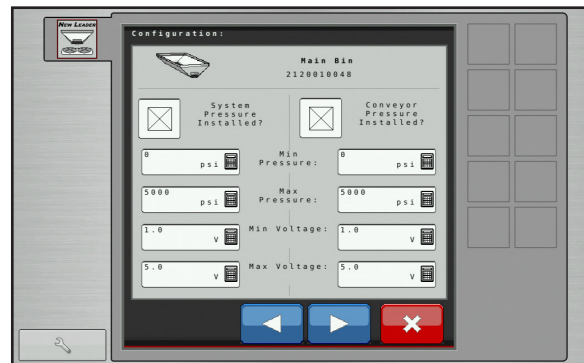 NEW LEADER
Configuration:
Main Bin
2120010048
System
Pressure
Installed?
Conveyor
Pressure
Installed?
0
psi
Min
Pressure:
0
psi
5000
psi
Max
Pressure:
5000
psi
1.0
V
Min Voltage:
1.0
V
5.0
V
Max Voltage:
5.0
V